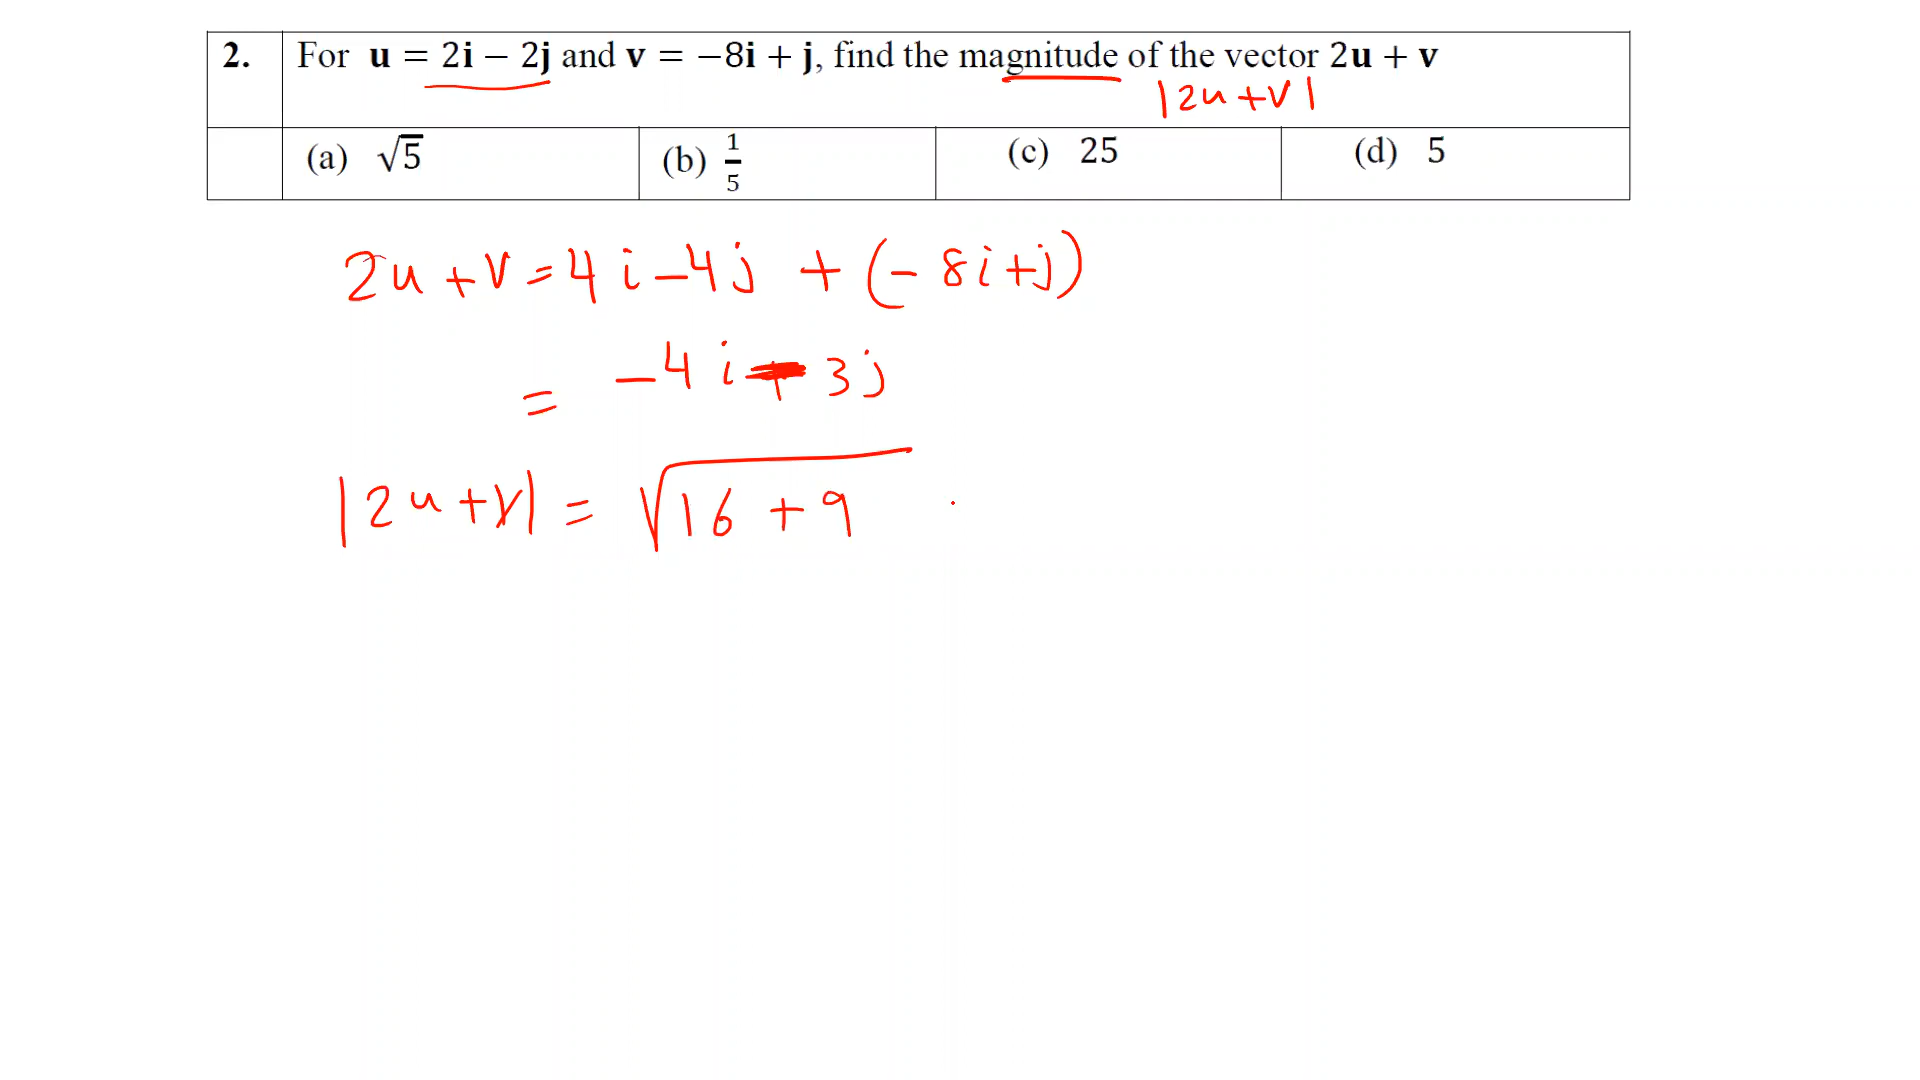 2. For u = 2i − 2j and v = −8i + j, find the magnitude of the vector 2u + v
|2u+v|
(a) √5 (b) 1/5 (c) 25 (d) 5
2u+v=4i-4j + (-8i+j)
= -4i - 3j
|2u+v| = √16+9